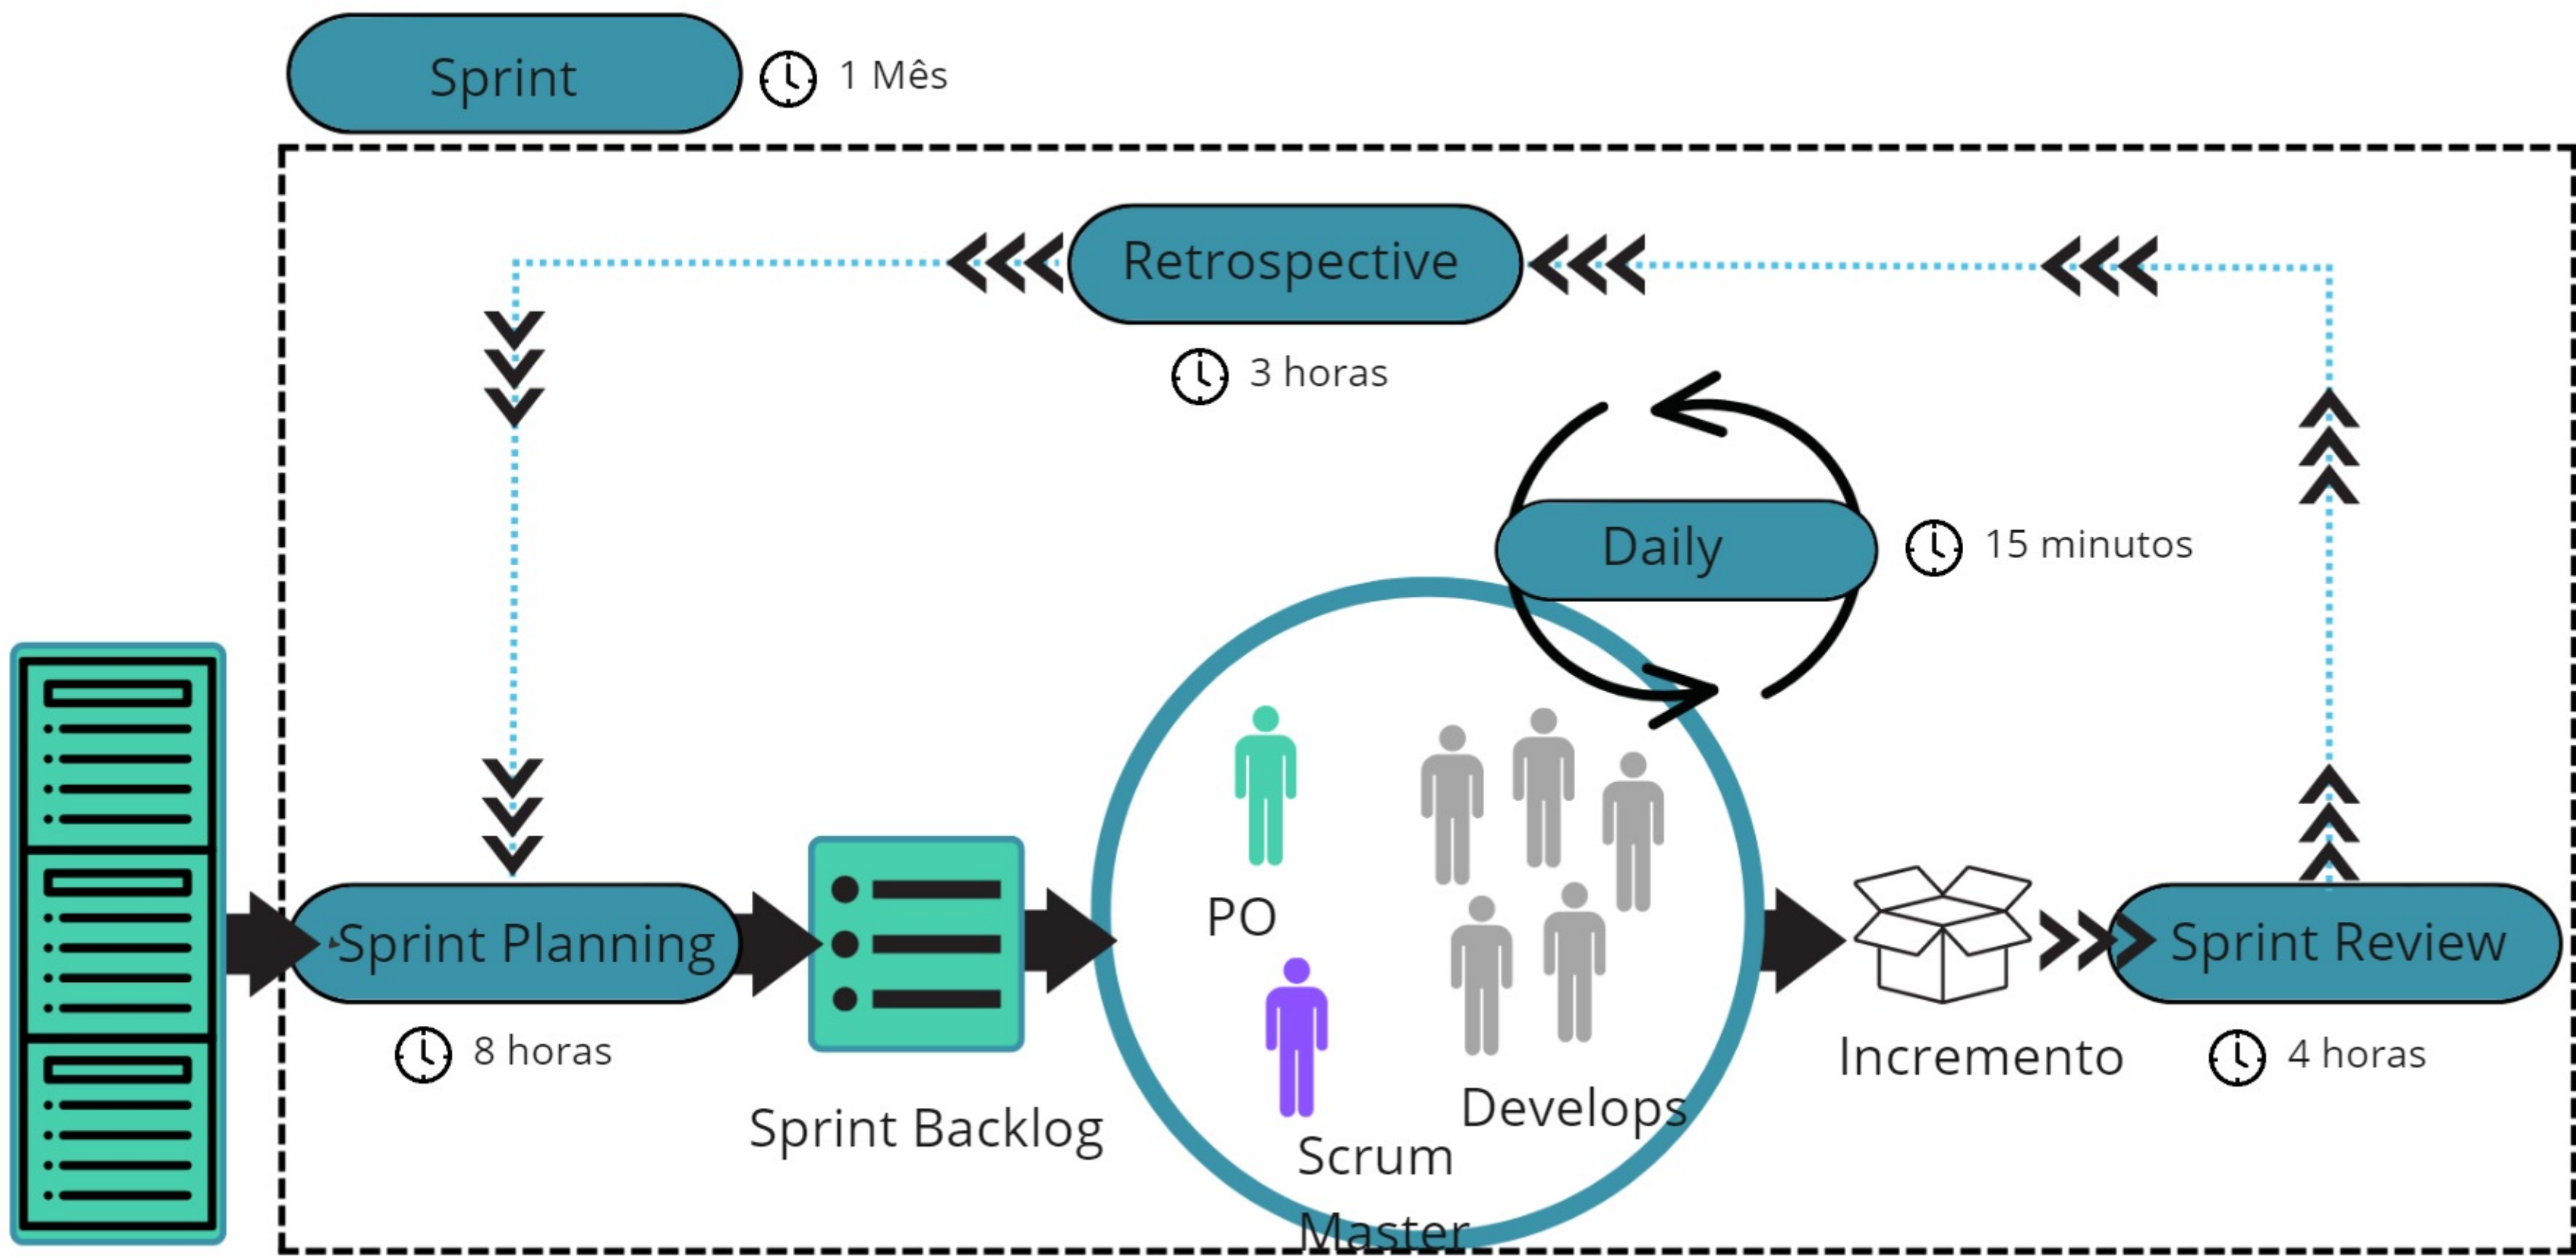 Sprint
1 Mês
Retrospective
3 horas
Daily
15 minutos
PO
Sprint Planning
Sprint Review
8 horas
Incremento
4 horas
Sprint Backlog
Develops
Scrum
Master